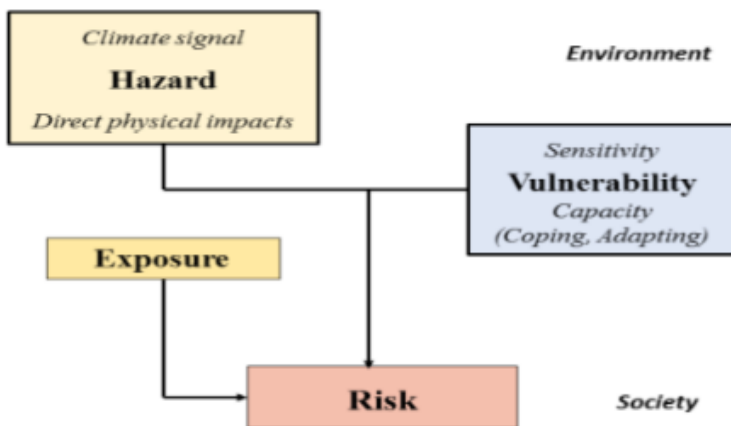 Climate signal
Hazard
Direct physical impacts
Environment
Sensitivity
Vulnerability
Capacity
(Coping, Adapting)
Exposure
Risk
Society